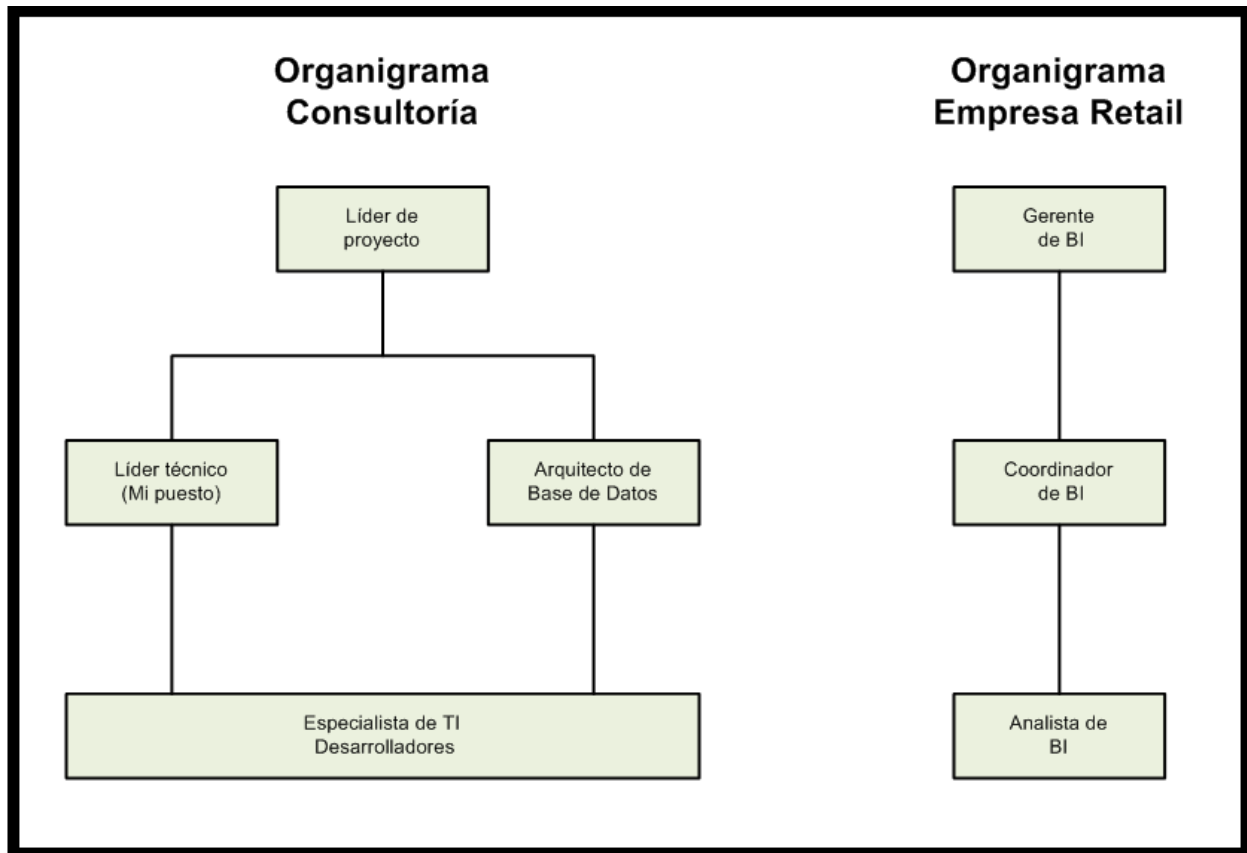 Organigrama
Consultoría
Organigrama
Empresa Retail
Líder de
proyecto
Gerente
de BI
Líder técnico
(Mi puesto)
Arquitecto de
Base de Datos
Coordinador
de BI
Especialista de TI
Desarrolladores
Analista de
BI